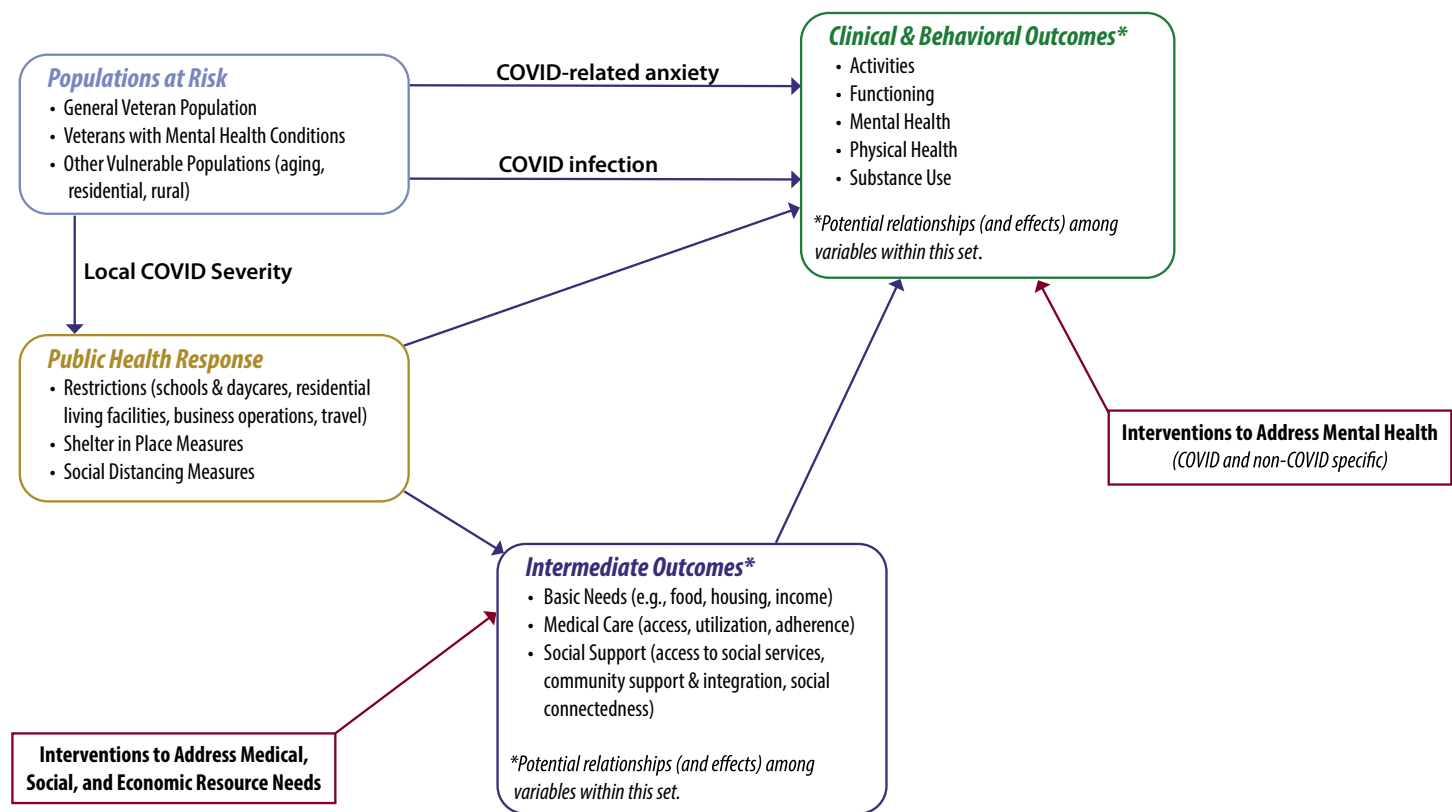 Populations at Risk
• General Veteran Population
• Veterans with Mental Health Conditions
• Other Vulnerable Populations (aging,
residential, rural)
COVID-related anxiety
COVID infection
Clinical & Behavioral Outcomes*
• Activities
• Functioning
• Mental Health
• Physical Health
• Substance Use
*Potential relationships (and effects) among
variables within this set.
Local COVID Severity
Public Health Response
• Restrictions (schools & daycares, residential
living facilities, business operations, travel)
• Shelter in Place Measures
• Social Distancing Measures
Interventions to Address Mental Health
(COVID and non-COVID specific)
Intermediate Outcomes*
• Basic Needs (e.g., food, housing, income)
• Medical Care (access, utilization, adherence)
• Social Support (access to social services,
community support & integration, social
connectedness)
*Potential relationships (and effects) among
variables within this set.
Interventions to Address Medical,
Social, and Economic Resource Needs